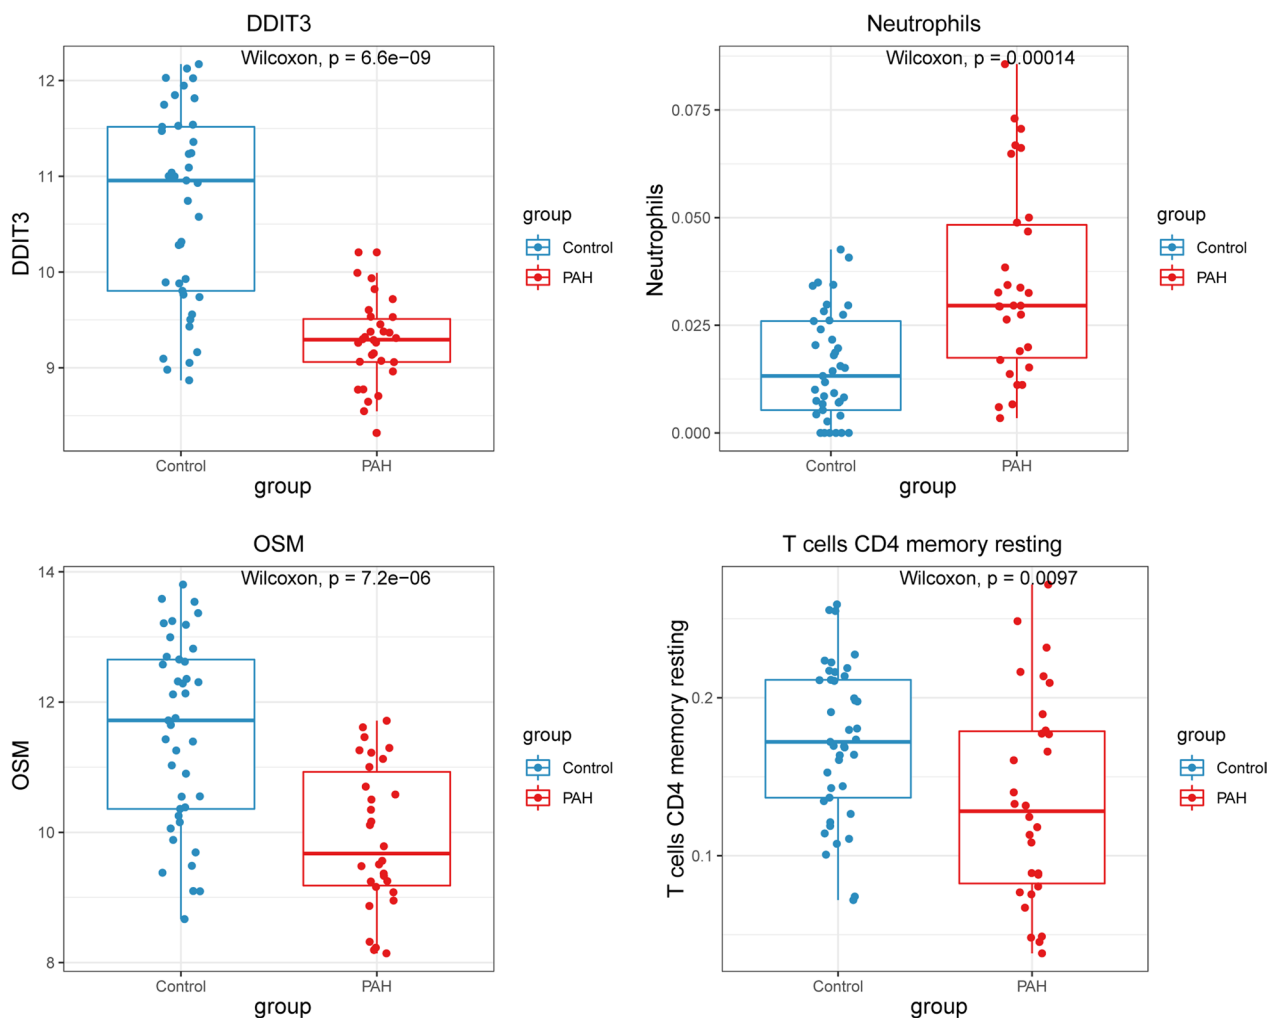 DDIT3
Wilcoxon, p = 6.6e−09
12
11
10
9
DDIT3
Control
PAH
group
group
Control
PAH
Neutrophils
Wilcoxon, p = 0.00014
0.075
0.050
0.025
0.000
Neutrophils
Control
PAH
group
group
Control
PAH
OSM
Wilcoxon, p = 7.2e−06
14
12
10
8
OSM
Control
PAH
group
group
Control
PAH
T cells CD4 memory resting
Wilcoxon, p = 0.0097
0.2
0.1
T cells CD4 memory resting
Control
PAH
group
group
Control
PAH